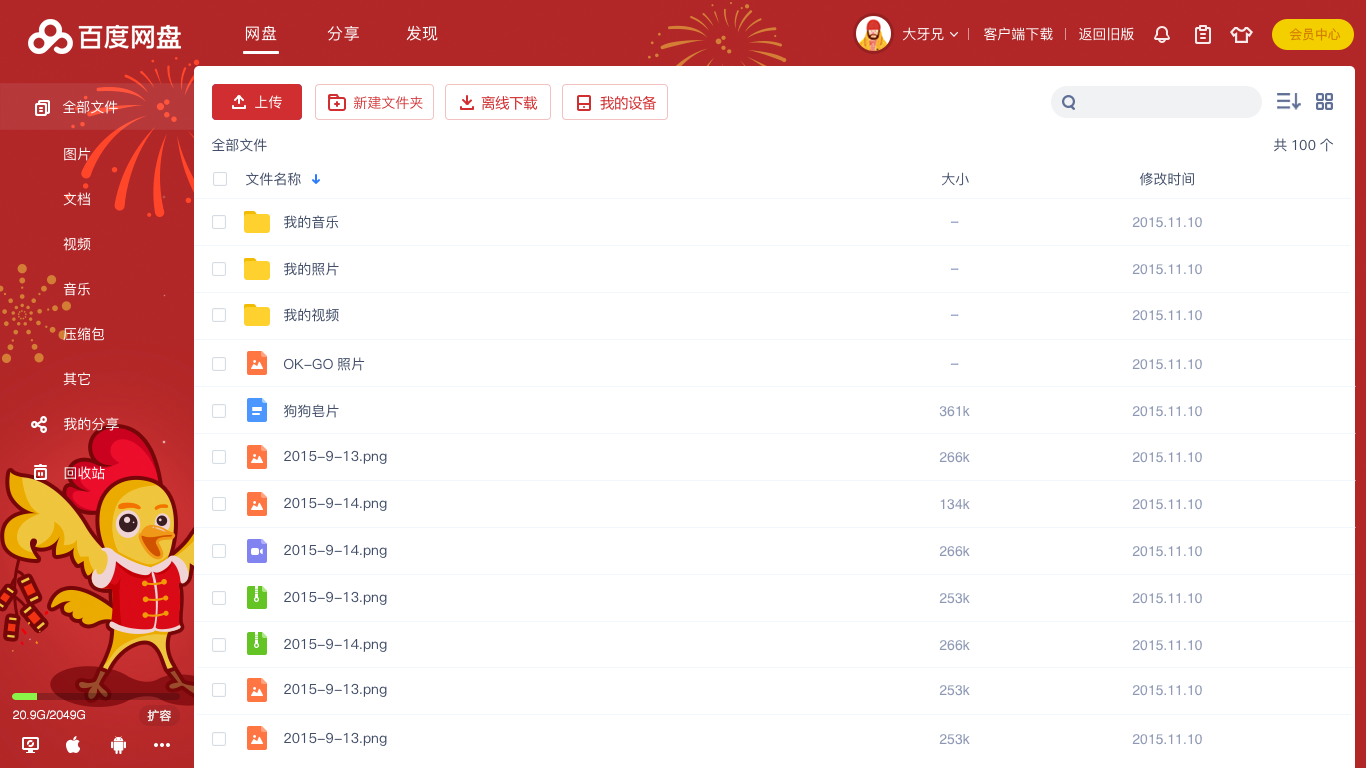 百度网盘
网盘 分享 发现
大牙兄 客户端下载 返回旧版 会员中心
全部文件
图片
文档
视频
音乐
压缩包
其它
我的分享
回收站
20.9G/2049G 扩容
上传 新建文件夹 离线下载 我的设备
全部文件 共 100 个
文件名称 大小 修改时间
我的音乐 – 2015.11.10
我的照片 – 2015.11.10
我的视频 – 2015.11.10
OK-GO 照片 – 2015.11.10
狗狗皂片 361k 2015.11.10
2015-9-13.png 266k 2015.11.10
2015-9-14.png 134k 2015.11.10
2015-9-14.png 266k 2015.11.10
2015-9-13.png 253k 2015.11.10
2015-9-14.png 266k 2015.11.10
2015-9-13.png 253k 2015.11.10
2015-9-13.png 253k 2015.11.10